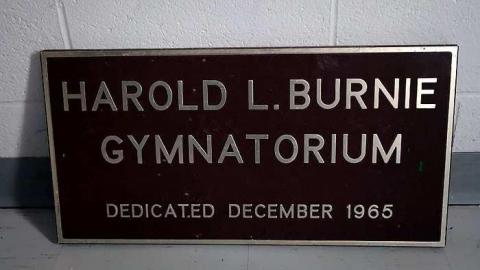 HAROLD L. BURNIE
GYMNATORIUM
DEDICATED DECEMBER 1965